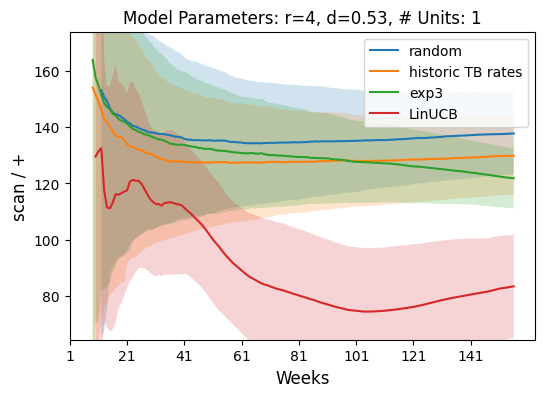 Model Parameters: r=4, d=0.53, # Units: 1
random
historic TB rates
exp3
LinUCB
scan / +
160
140
120
100
80
1 21 41 61 81 101 121 141
Weeks